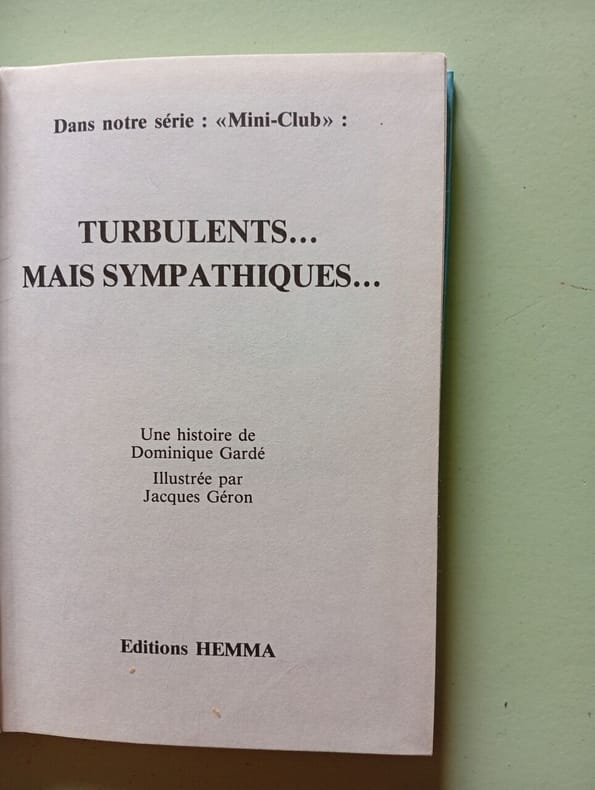 Dans notre série : «Mini-Club» :
TURBULENTS...
MAIS SYMPATHIQUES...
Une histoire de
Dominique Gardé
Illustrée par
Jacques Géron
Editions HEMMA